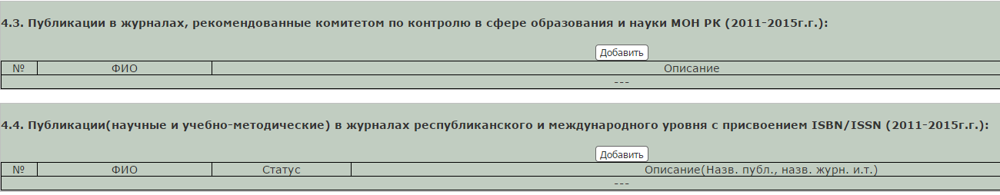 4.3. Публикации в журналах, рекомендованные комитетом по контролю в сфере образования и науки МОН РК (2011-2015г.г.):
Добавить
№ ФИО Описание
---
4.4. Публикации(научные и учебно-методические) в журналах республиканского и международного уровня с присвоением ISBN/ISSN (2011-2015г.г.):
Добавить
№ ФИО Статус Описание(Назв. публ., назв. журн. и.т.)
---